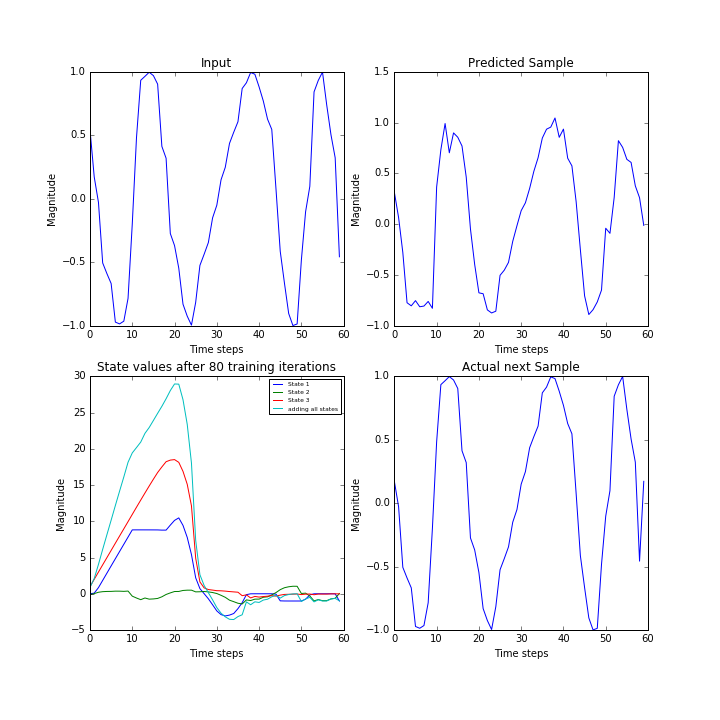 Input
1.0
0.5
0.0
−0.5
−1.0
Magnitude
0 10 20 30 40 50 60
Time steps
Predicted Sample
1.5
1.0
0.5
0.0
−0.5
−1.0
Magnitude
0 10 20 30 40 50 60
Time steps
State values after 80 training iterations
30
25
20
15
10
5
0
−5
Magnitude
State 1
State 2
State 3
adding all states
0 10 20 30 40 50 60
Time steps
Actual next Sample
1.0
0.5
0.0
−0.5
−1.0
Magnitude
0 10 20 30 40 50 60
Time steps